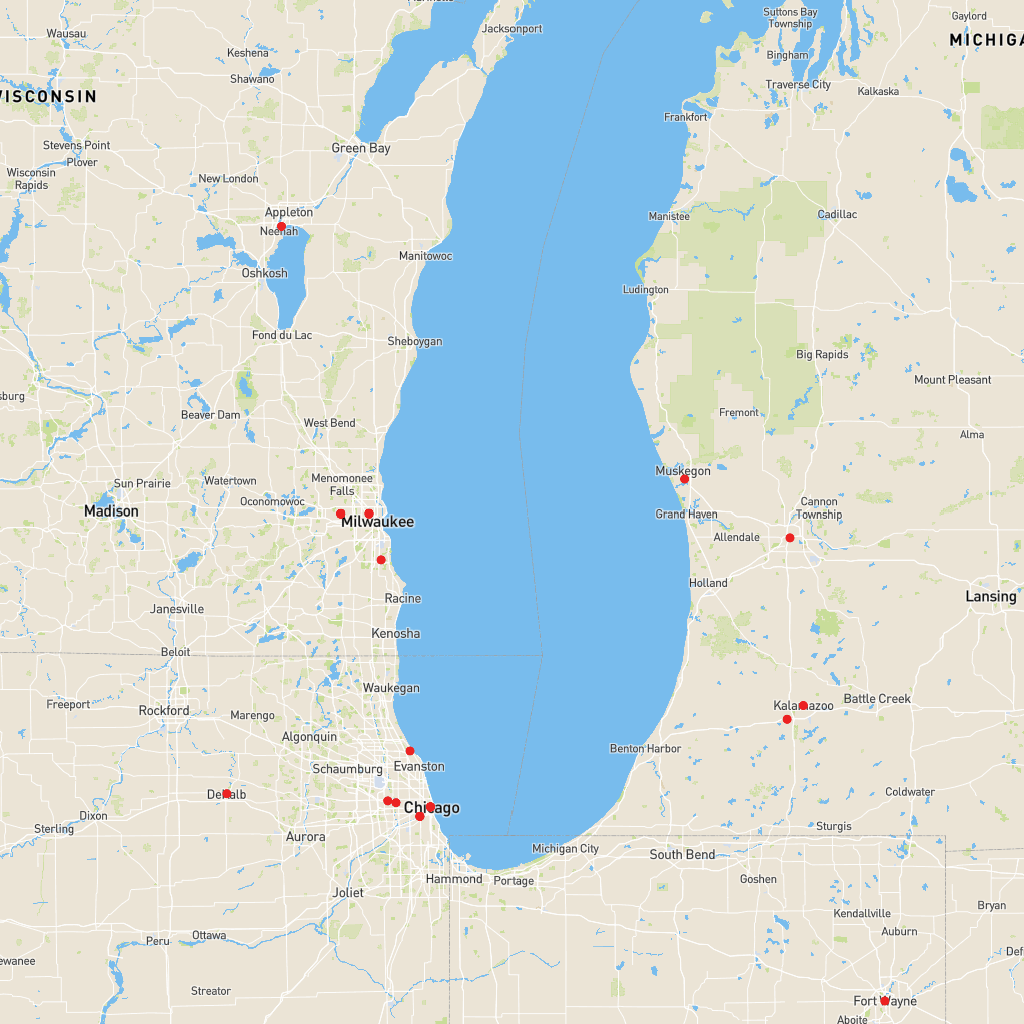 Jacksonport
Suttons Bay
Township
Gaylord
Wausau
MICHIGA
Keshena
Bingham
Shawano
Traverse City
Kalkaska
WISCONSIN
Frankfort
Stevens Point
Green Bay
Plover
Wisconsin
Rapids
New London
Appleton
Manistee
Cadillac
Neenah
Manitowoc
Oshkosh
Ludington
Fond du Lac
Sheboygan
Big Rapids
Mount Pleasant
sburg
Beaver Dam
Fremont
West Bend
Alma
Muskegon
Sun Prairie
Watertown
Menomonee
Falls
Oconomowoc
Cannon
Township
Madison
Milwaukee
Grand Haven
Allendale
Holland
Lansing
Racine
Janesville
Kenosha
Beloit
Waukegan
Freeport
Rockford
Marengo
Kalamazoo
Battle Creek
Algonquin
Benton Harbor
Schaumburg
Evanston
DeKalb
Coldwater
Chicago
Dixon
Sterling
Aurora
Sturgis
Michigan City
South Bend
Hammond
Portage
Goshen
Joliet
Bryan
Kendallville
Peru
Ottawa
Auburn
Def
ewanee
Streator
Fort Wayne
Aboite